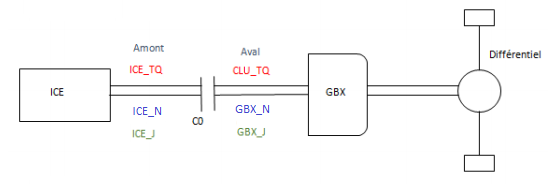 Amont
Aval
Différentiel
ICE_TQ
CLU_TQ
ICE
GBX
ICE_N
GBX_N
C0
ICE_J
GBX_J